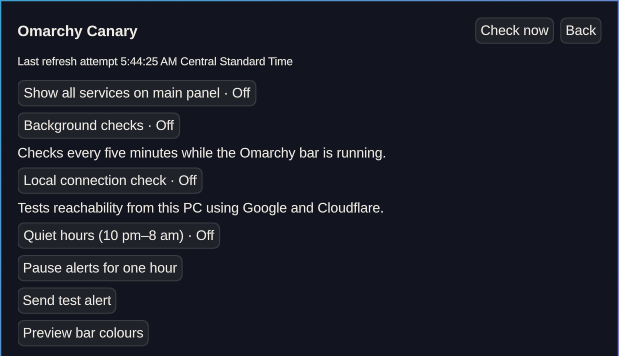 Omarchy Canary
Check now
Back
Last refresh attempt 5:44:25 AM Central Standard Time
Show all services on main panel · Off
Background checks · Off
Checks every five minutes while the Omarchy bar is running.
Local connection check · Off
Tests reachability from this PC using Google and Cloudflare.
Quiet hours (10 pm–8 am) · Off
Pause alerts for one hour
Send test alert
Preview bar colours